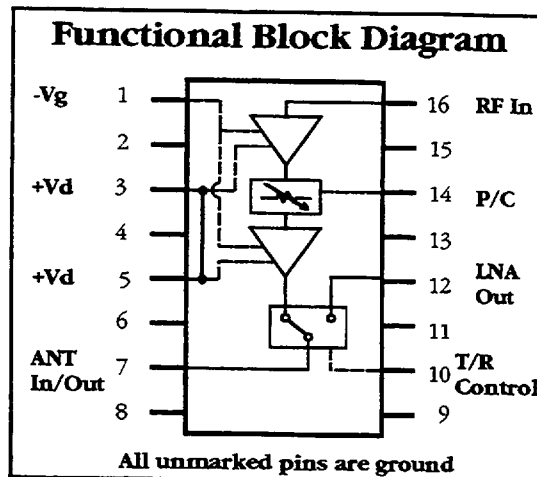 Functional Block Diagram
-Vg 1 16 RF In
2 15
+Vd 3 14 P/C
4 13
+Vd 5 12 LNA Out
6 11
ANT In/Out 7 10 T/R Control
8 9
All unmarked pins are ground